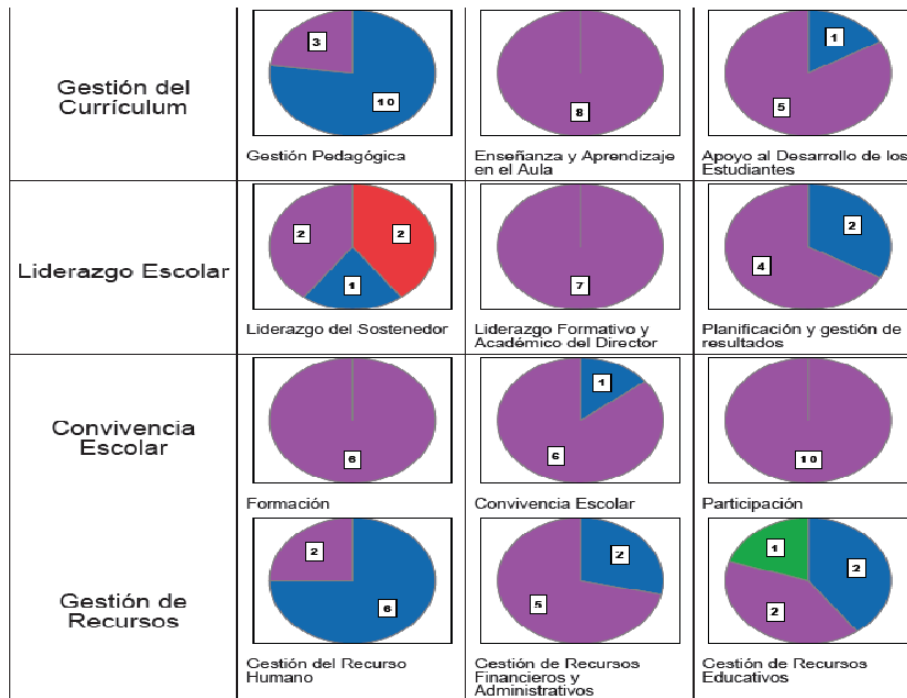 Gestión del
Currículum
3
10
Gestión Pedagógica
8
Enseñanza y Aprendizaje
en el Aula
1
5
Apoyo al Desarrollo de los
Estudiantes
Liderazgo Escolar
2
2
1
Liderazgo del Sostenedor
7
Liderazgo Formativo y
Académico del Director
2
4
Planificación y gestión de
resultados
Convivencia
Escolar
6
Formación
1
6
Convivencia Escolar
10
Participación
Gestión de
Recursos
2
6
Gestión del Recurso
Humano
2
5
Gestión de Recursos
Financieros y
Administrativos
1
2
2
Gestión de Recursos
Educativos